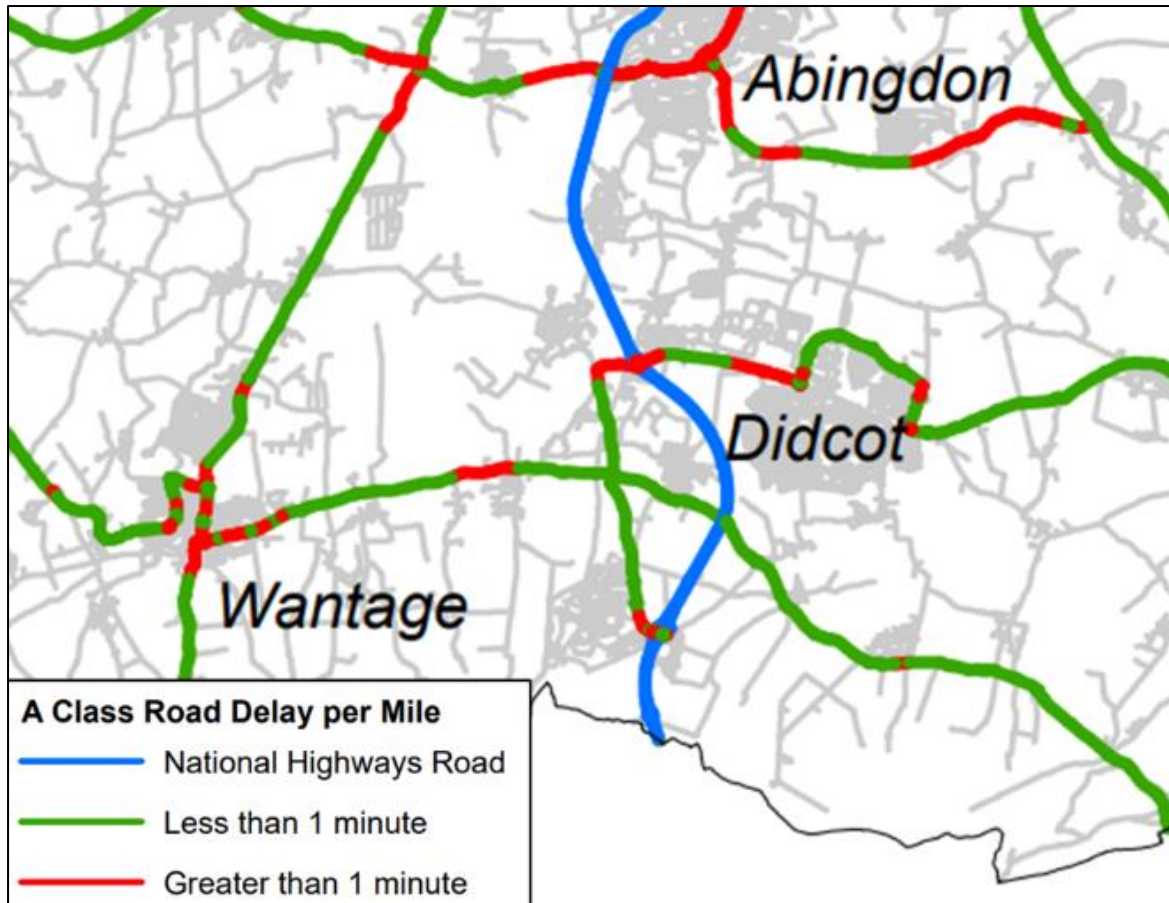 Abingdon
Didcot
Wantage
A Class Road Delay per Mile
National Highways Road
Less than 1 minute
Greater than 1 minute